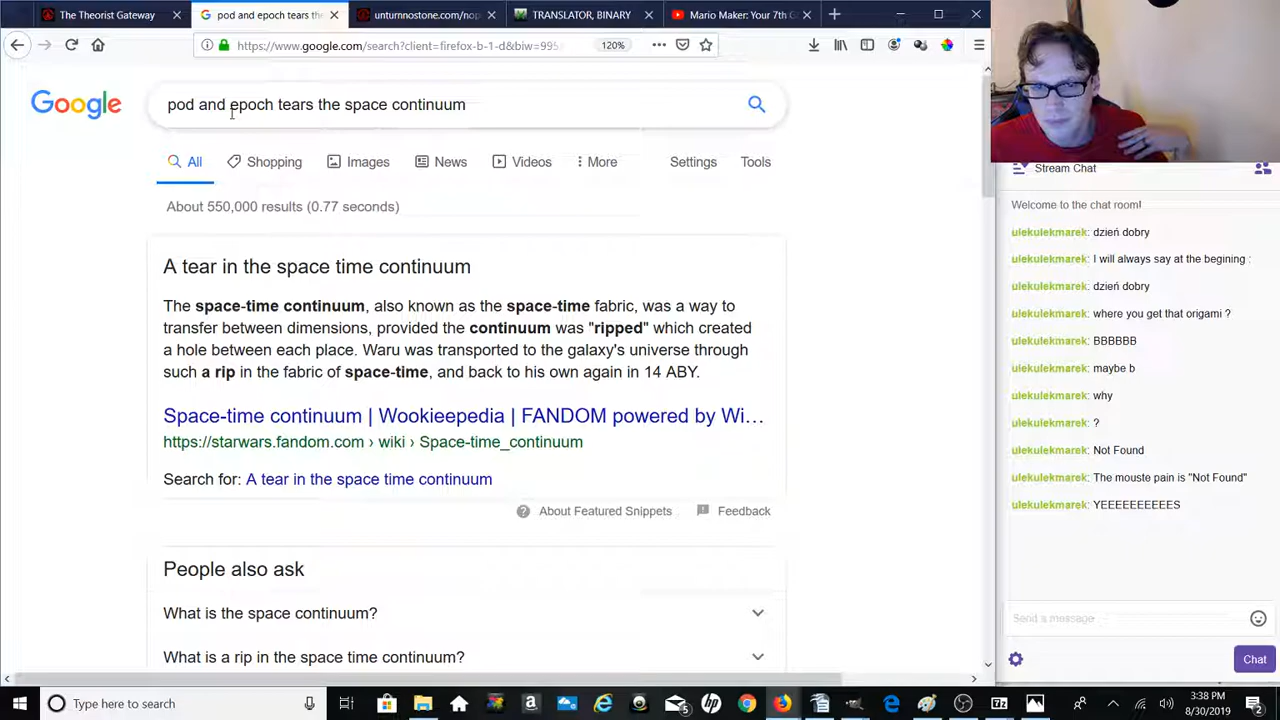 The Theorist Gateway
pod and epoch tears the
unturnostone.com/nop
TRANSLATOR, BINARY
Mario Maker: Your 7th G
https://www.google.com/search?client=firefox-b-1-d&biw=995
120%
Google
pod and epoch tears the space continuum
All
Shopping
Images
News
Videos
More
Settings
Tools
About 550,000 results (0.77 seconds)
A tear in the space time continuum
The space-time continuum, also known as the space-time fabric, was a way to
transfer between dimensions, provided the continuum was "ripped" which created
a hole between each place. Waru was transported to the galaxy's universe through
such a rip in the fabric of space-time, and back to his own again in 14 ABY.
Space-time continuum | Wookieepedia | FANDOM powered by Wi...
https://starwars.fandom.com › wiki › Space-time_continuum
Search for: A tear in the space time continuum
About Featured Snippets
Feedback
People also ask
What is the space continuum?
What is a rip in the space time continuum?
Stream Chat
Welcome to the chat room!
ulekulekmarek: dzień dobry
ulekulekmarek: I will always say at the begining :
ulekulekmarek: dzień dobry
ulekulekmarek: where you get that origami ?
ulekulekmarek: BBBBBB
ulekulekmarek: maybe b
ulekulekmarek: why
ulekulekmarek: ?
ulekulekmarek: Not Found
ulekulekmarek: The mouste pain is "Not Found"
ulekulekmarek: YEEEEEEEEEES
Send a message
Chat
Type here to search
3:38 PM
8/30/2019